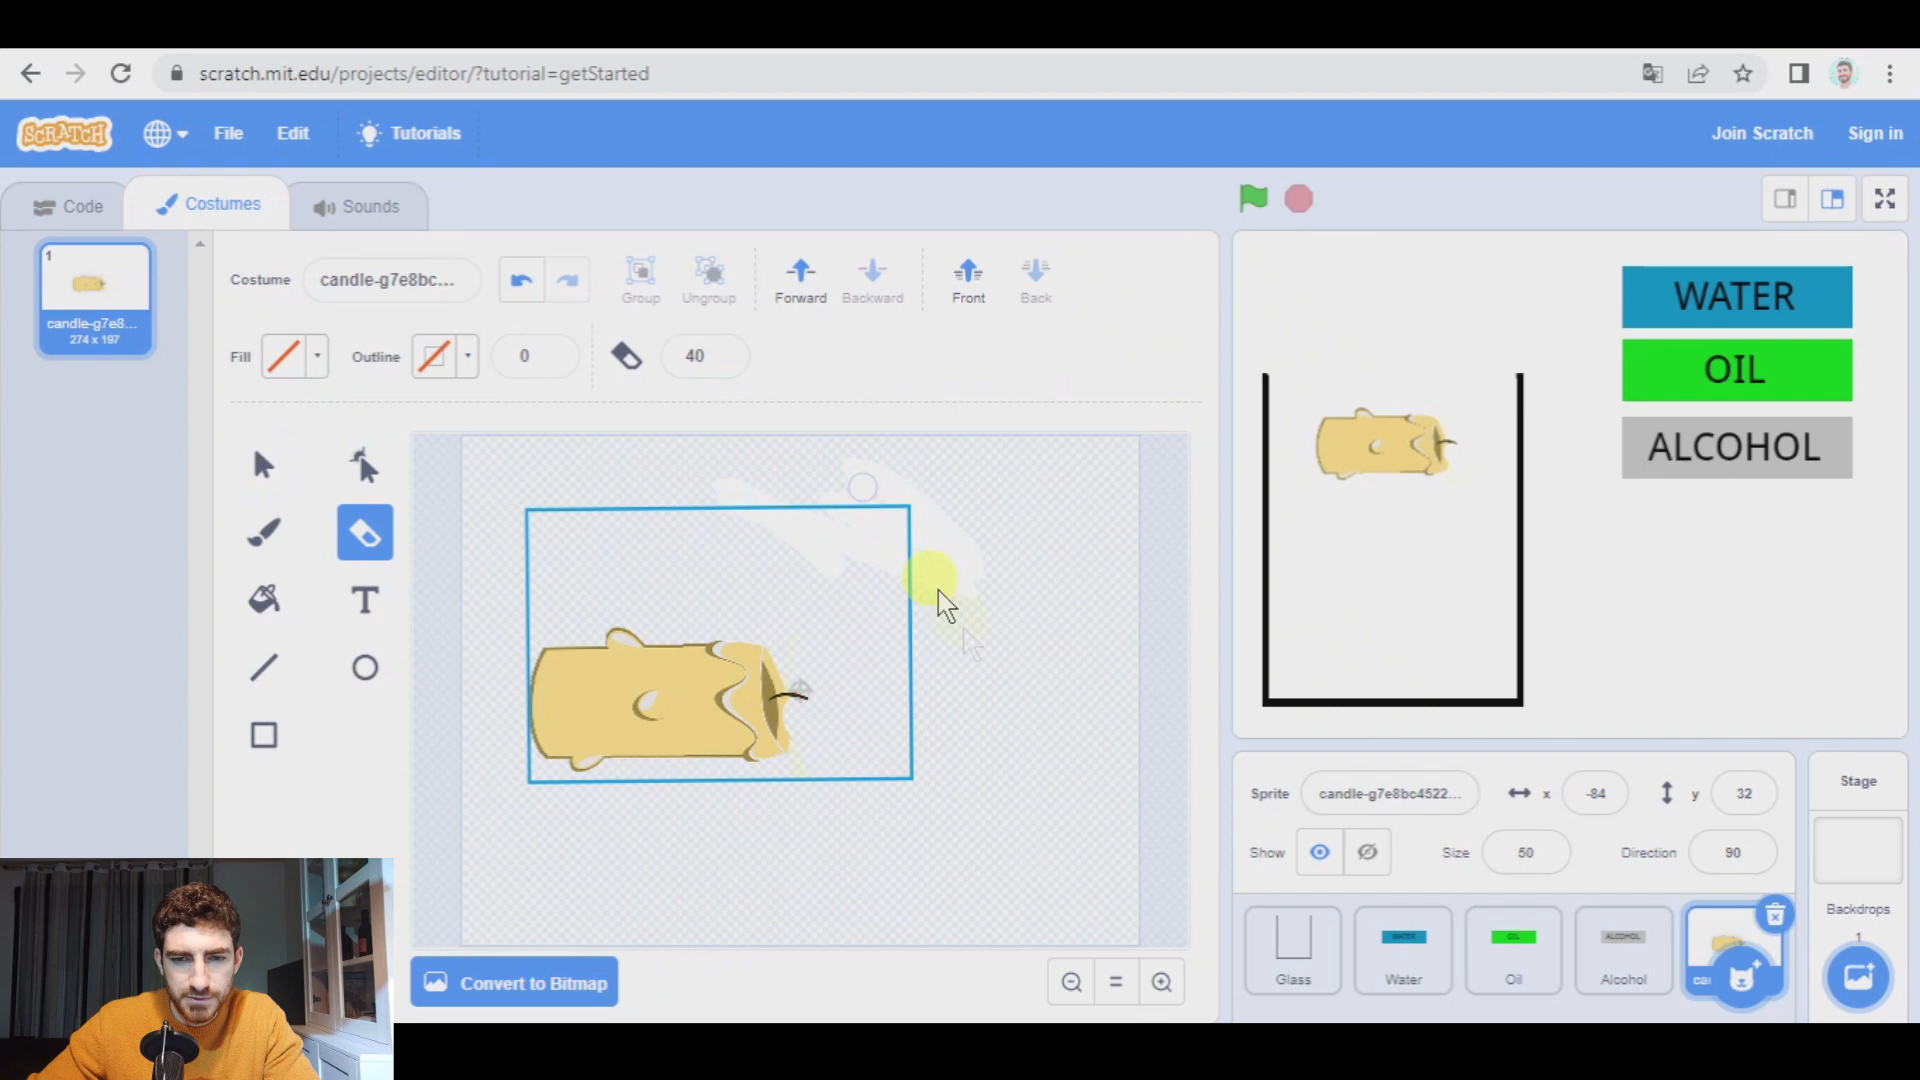 scratch.mit.edu/projects/editor/?tutorial=getStarted
SCRATCH
File
Edit
Tutorials
Join Scratch
Sign in
Code
Costumes
Sounds
1
candle-g7e8...
274 x 197
Costume
candle-g7e8bc...
Group
Ungroup
Forward
Backward
Front
Back
Fill
Outline
0
40
T
Convert to Bitmap
WATER
OIL
ALCOHOL
Sprite
candle-g7e8bc4522...
x
-84
y
32
Show
Size
50
Direction
90
Stage
Backdrops
1
Glass
WATER
Water
OIL
Oil
ALCOHOL
Alcohol